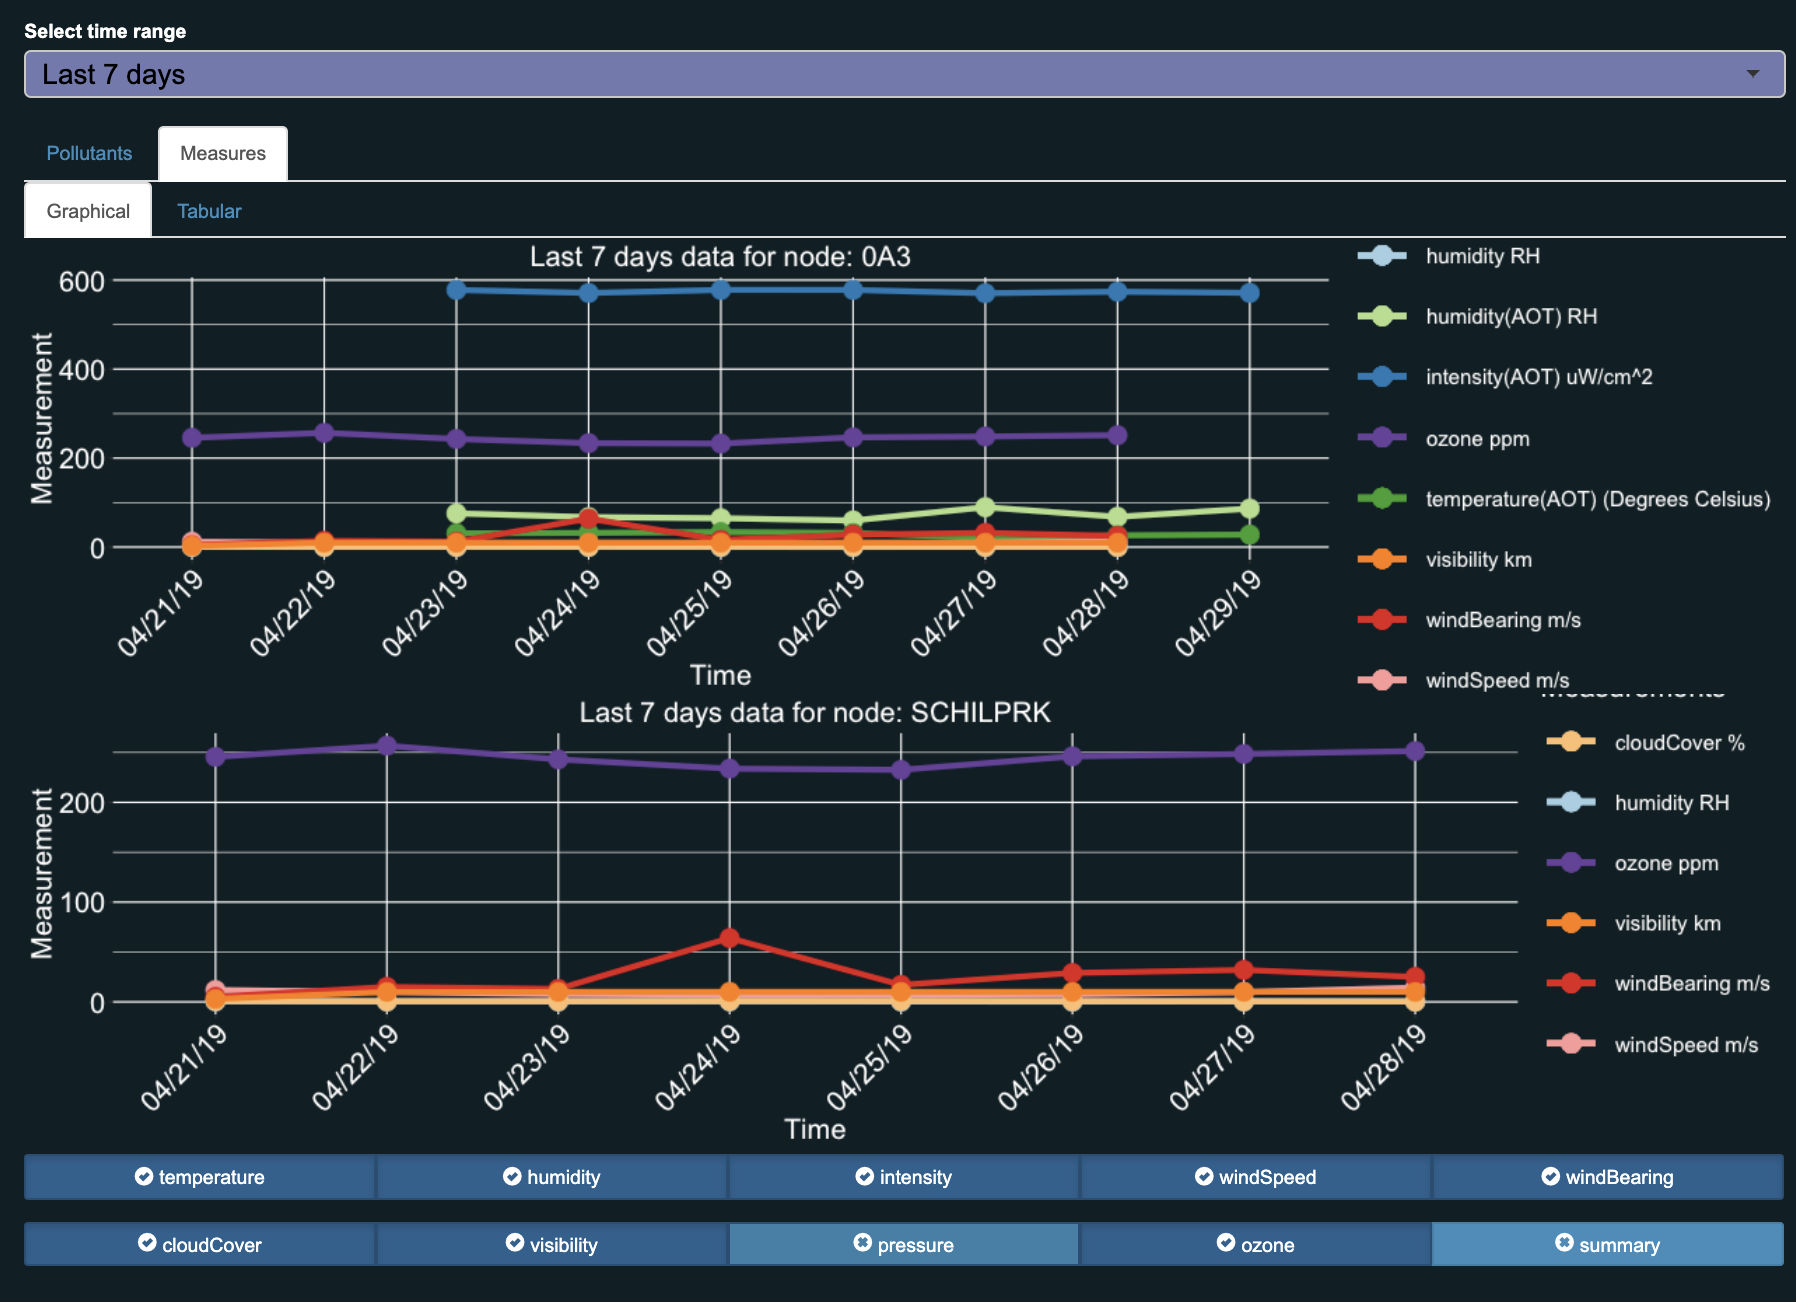 Select time range
Last 7 days
Pollutants
Measures
Graphical
Tabular
Last 7 days data for node: 0A3
Measurement
600
400
200
0
04/21/19
04/22/19
04/23/19
04/24/19
04/25/19
04/26/19
04/27/19
04/28/19
04/29/19
Time
humidity RH
humidity(AOT) RH
intensity(AOT) uW/cm^2
ozone ppm
temperature(AOT) (Degrees Celsius)
visibility km
windBearing m/s
windSpeed m/s
Last 7 days data for node: SCHILPRK
Measurement
200
100
0
04/21/19
04/22/19
04/23/19
04/24/19
04/25/19
04/26/19
04/27/19
04/28/19
Time
Measurements
cloudCover %
humidity RH
ozone ppm
visibility km
windBearing m/s
windSpeed m/s
temperature
humidity
intensity
windSpeed
windBearing
cloudCover
visibility
pressure
ozone
summary